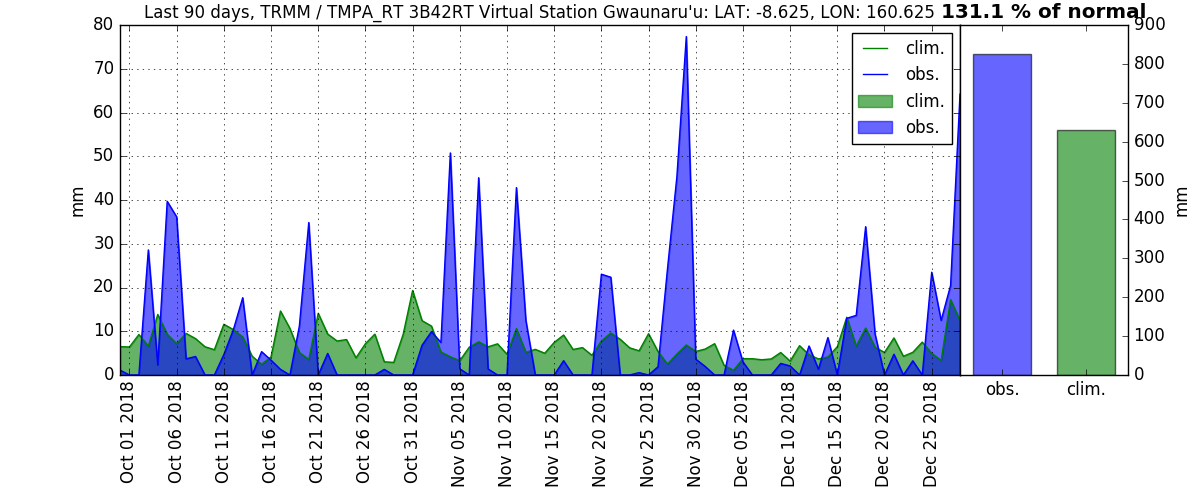 Last 90 days, TRMM / TMPA_RT 3B42RT Virtual Station Gwaunaru'u: LAT: -8.625, LON: 160.625 131.1 % of normal
80
70
60
50
40
30
20
10
0
mm
clim.
obs.
clim.
obs.
900
800
700
600
500
400
300
200
100
0
mm
obs.
clim.
Oct 01 2018
Oct 06 2018
Oct 11 2018
Oct 16 2018
Oct 21 2018
Oct 26 2018
Oct 31 2018
Nov 05 2018
Nov 10 2018
Nov 15 2018
Nov 20 2018
Nov 25 2018
Nov 30 2018
Dec 05 2018
Dec 10 2018
Dec 15 2018
Dec 20 2018
Dec 25 2018